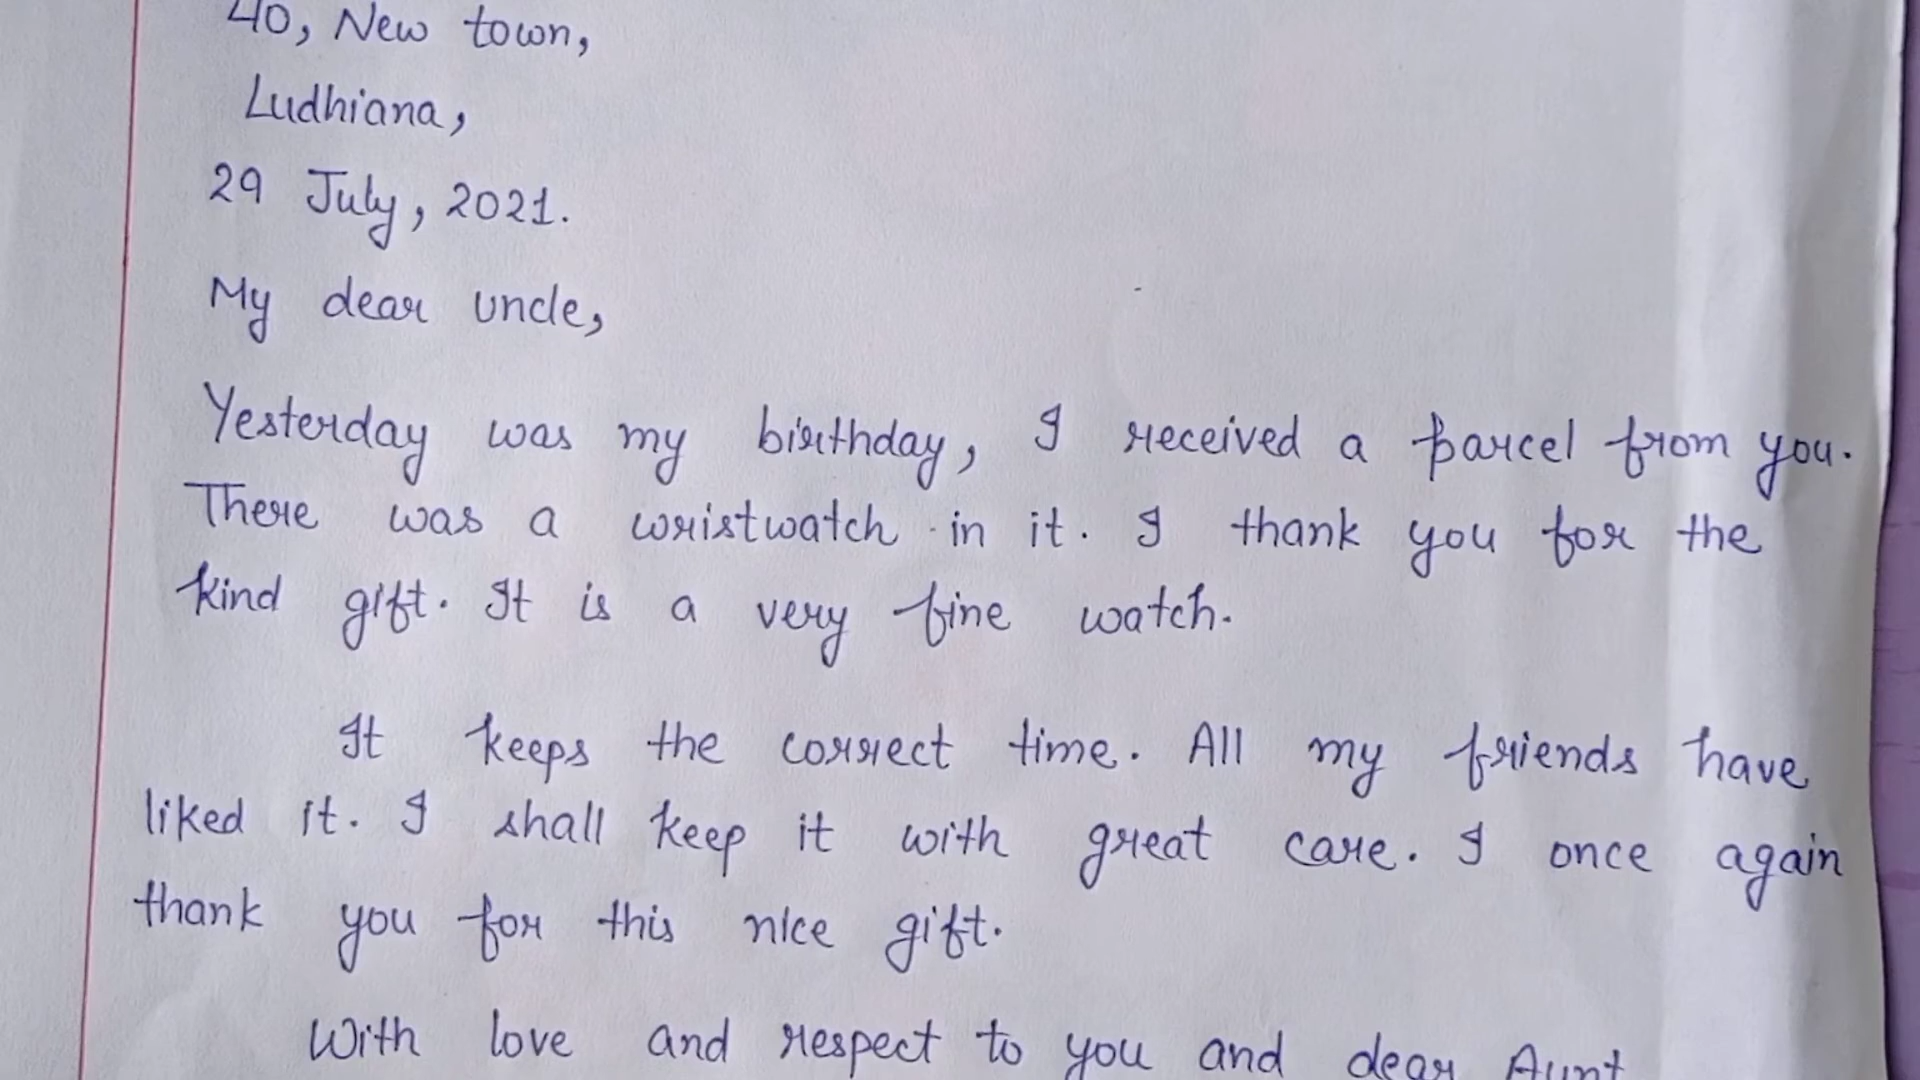 40, New town,
Ludhiana,
29 July, 2021.
My dear uncle,
Yesterday was my birthday, I received a parcel from you.
There was a wristwatch in it. I thank you for the
kind gift. It is a very fine watch.
It keeps the correct time. All my friends have
liked it. I shall keep it with great care. I once again
thank you for this nice gift.
With love and respect to you and dear Aunt